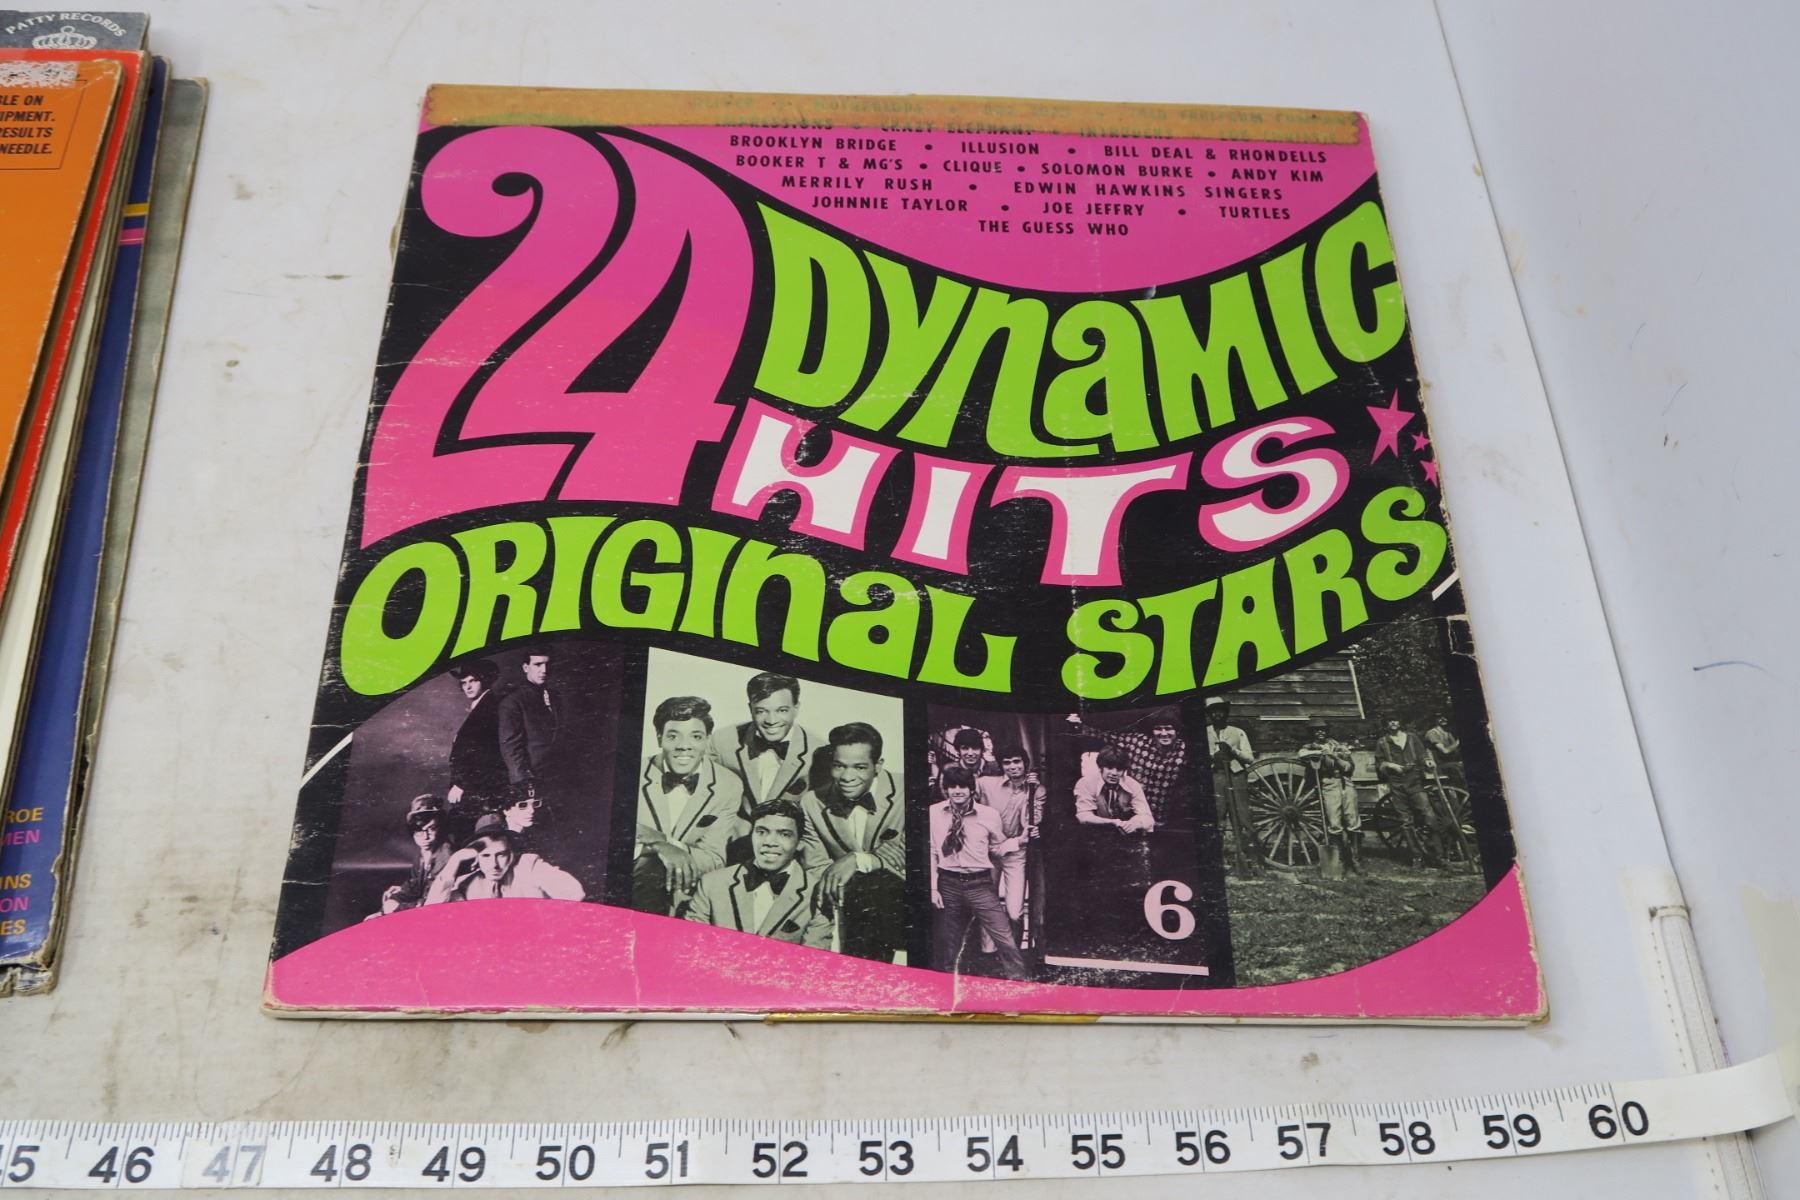 PATTY RECORDS
BLE ON
IPMENT.
RESULTS
NEEDLE.
ROE
MEN
INS
ON
ES
IMPRESSIONS • CRAZY ELEPHANT • INTRUDERS • LOU CHRISTIE
BROOKLYN BRIDGE • ILLUSION • BILL DEAL & RHONDELLS
BOOKER T & MG'S • CLIQUE • SOLOMON BURKE • ANDY KIM
MERRILY RUSH • EDWIN HAWKINS SINGERS
JOHNNIE TAYLOR • JOE JEFFRY • TURTLES
THE GUESS WHO
24 DYNAMIC
HITS
ORIGINAL STARS
6
45 46 47 48 49 50 51 52 53 54 55 56 57 58 59 60